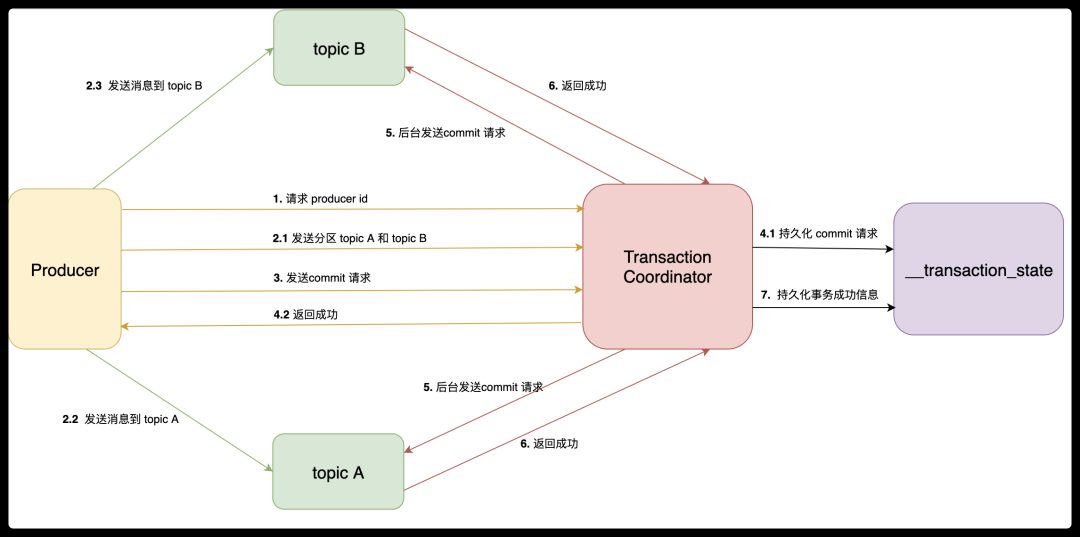 topic B
2.3 发送消息到 topic B
6. 返回成功
5. 后台发送commit 请求
1. 请求 producer id
2.1 发送分区 topic A 和 topic B
4.1 持久化 commit 请求
Producer
Transaction
Coordinator
__transaction_state
3. 发送commit 请求
7. 持久化事务成功信息
4.2 返回成功
5. 后台发送commit 请求
2.2 发送消息到 topic A
6. 返回成功
topic A